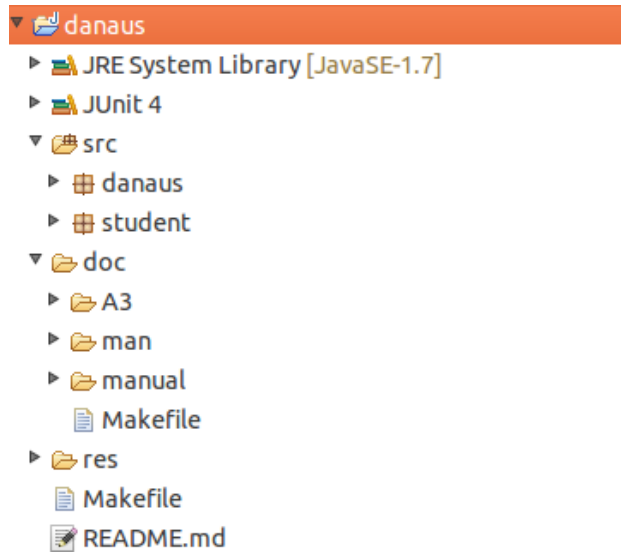 danaus
JRE System Library [JavaSE-1.7]
JUnit 4
src
danaus
student
doc
A3
man
manual
Makefile
res
Makefile
README.md